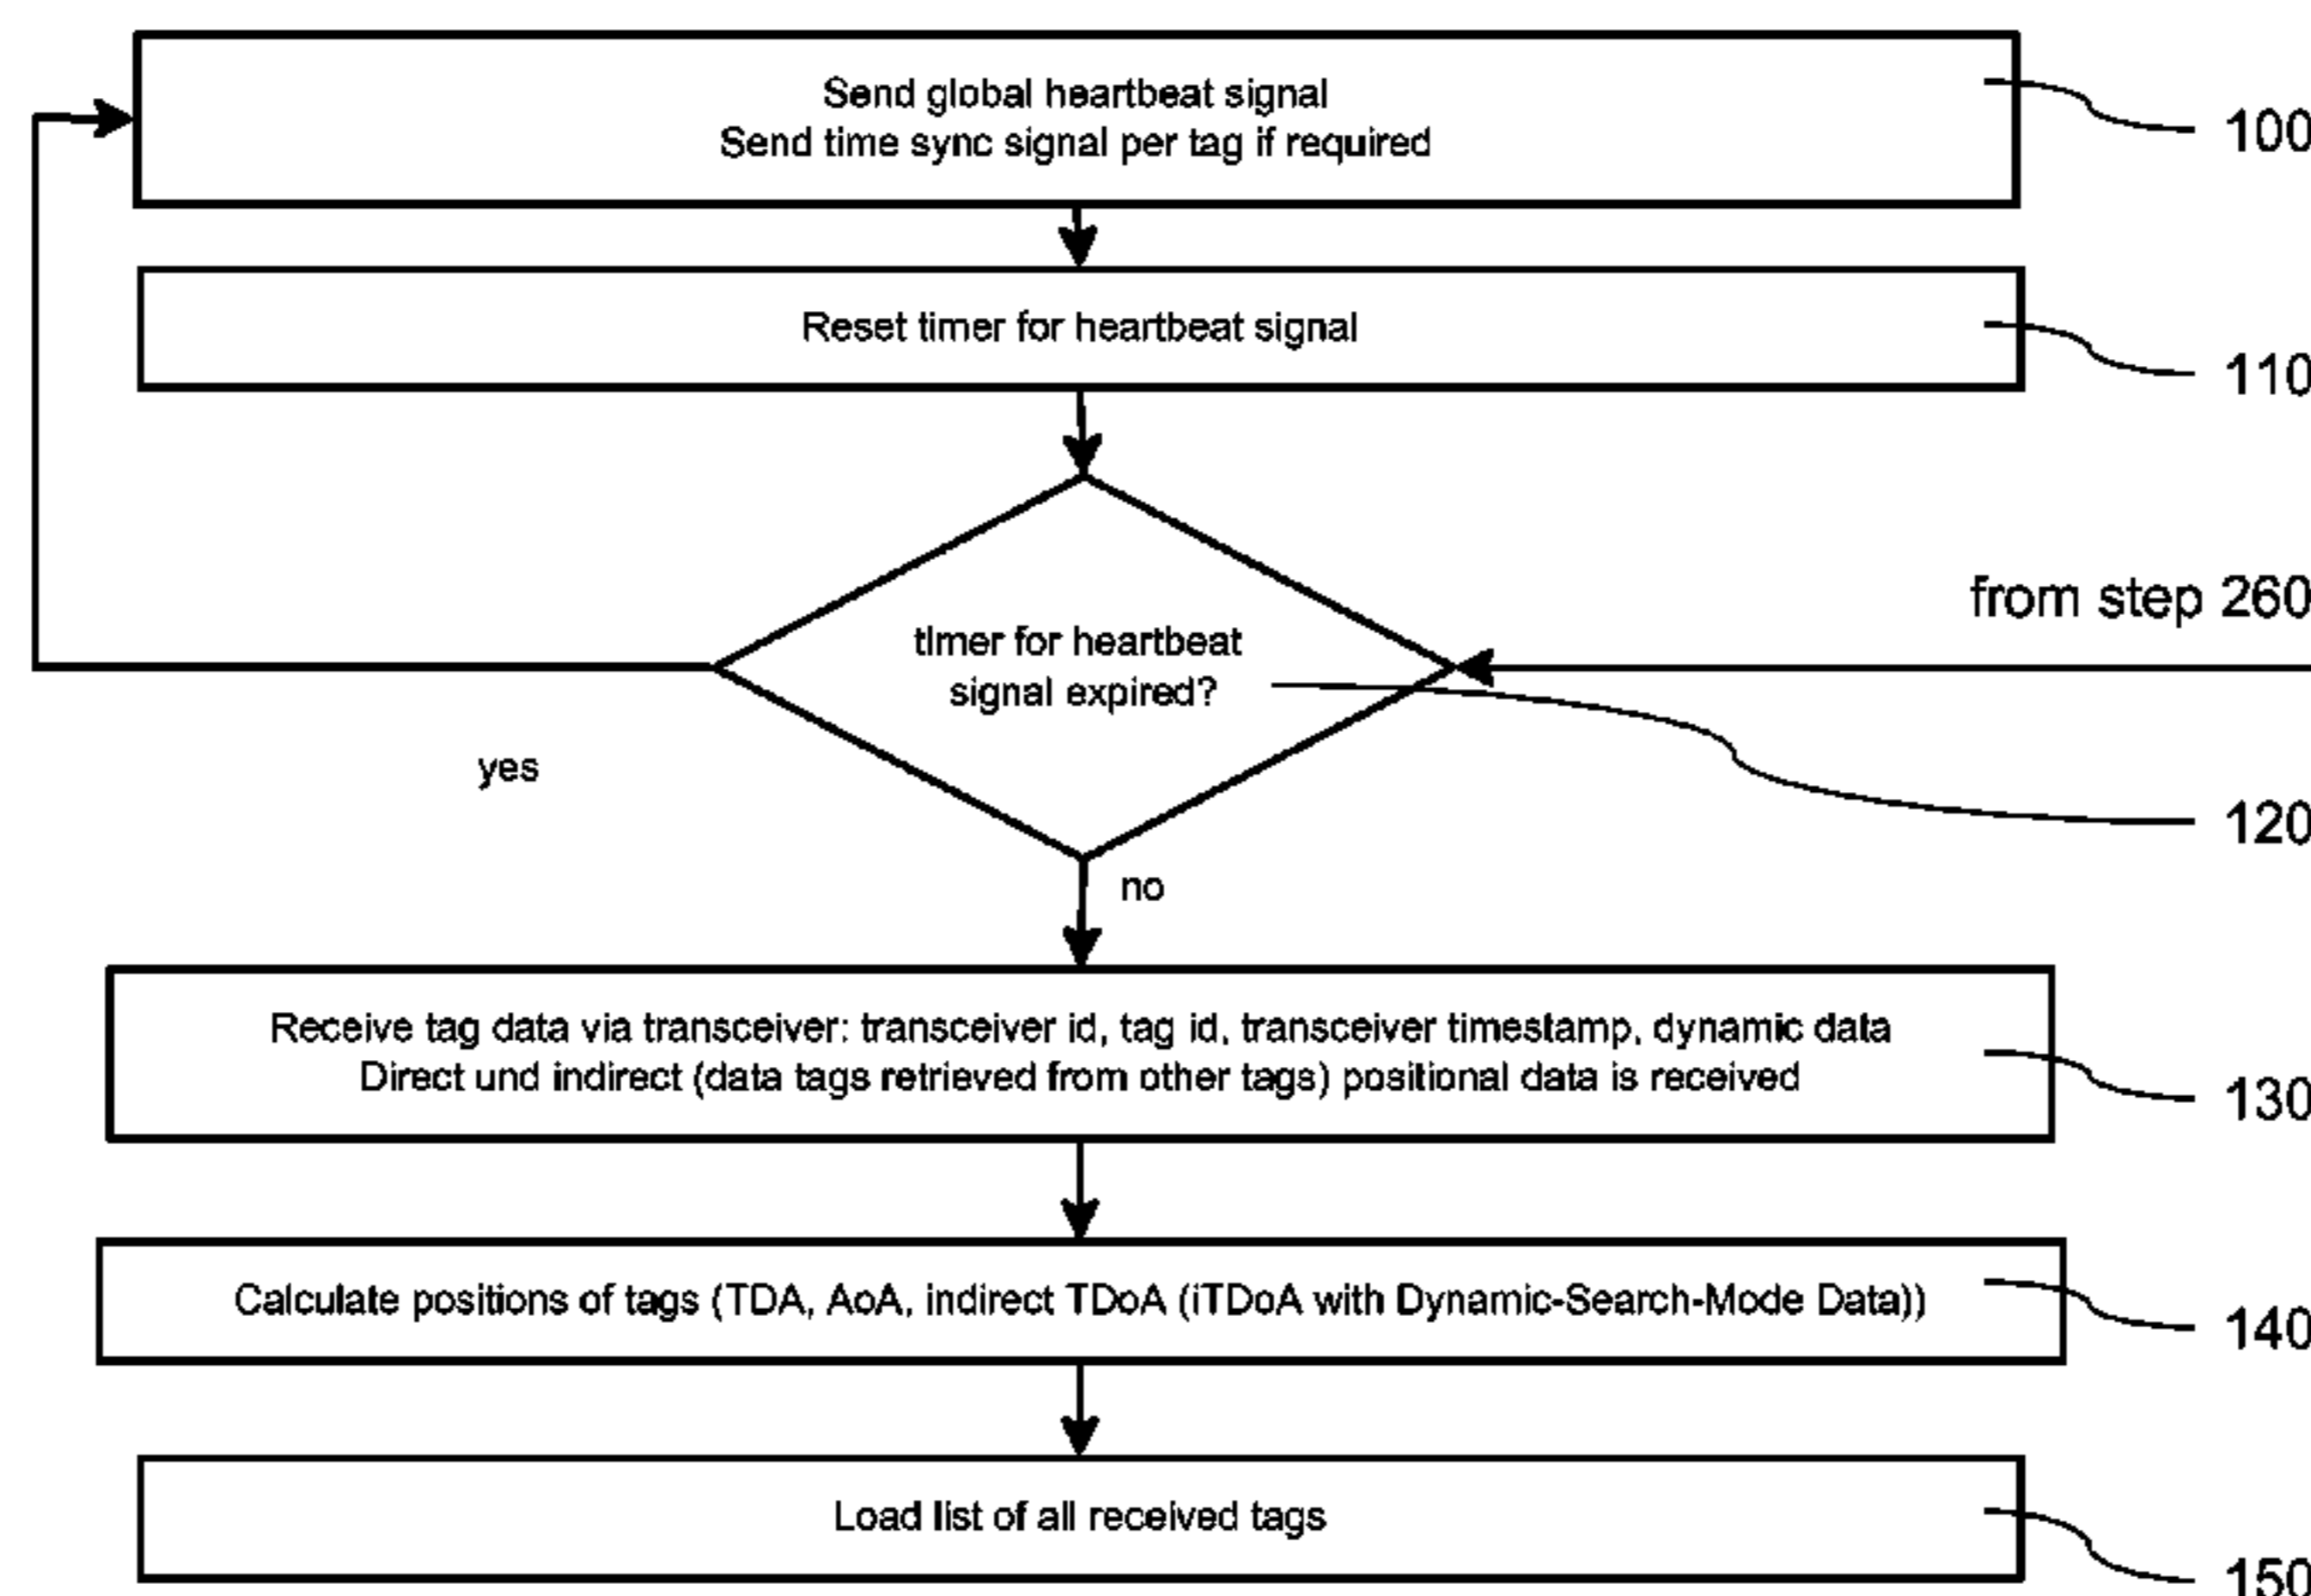 Send global heartbeat signal
Send time sync signal per tag if required
100
Reset timer for heartbeat signal
110
from step 260
timer for heartbeat
signal expired?
yes
120
no
Receive tag data via transceiver: transceiver id, tag id, transceiver timestamp, dynamic data
Direct und indirect (data tags retrieved from other tags) positional data is received
130
Calculate positions of tags (TDA, AoA, indirect TDoA (iTDoA with Dynamic-Search-Mode Data))
140
Load list of all received tags
150